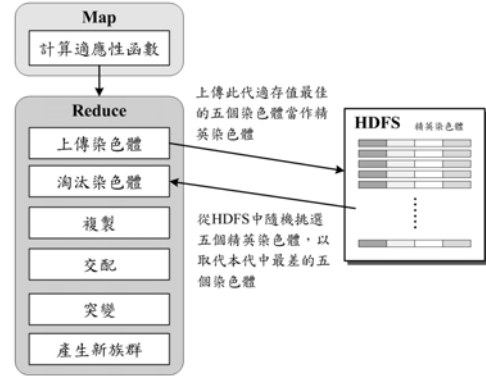 Map
計算適應性函數
Reduce
上傳染色體
淘汰染色體
複製
交配
突變
產生新族群
上傳此代適存值最佳
的五個染色體當作精
英染色體
從HDFS中隨機挑選
五個精英染色體，以
取代本代中最差的五
個染色體
HDFS 精英染色體